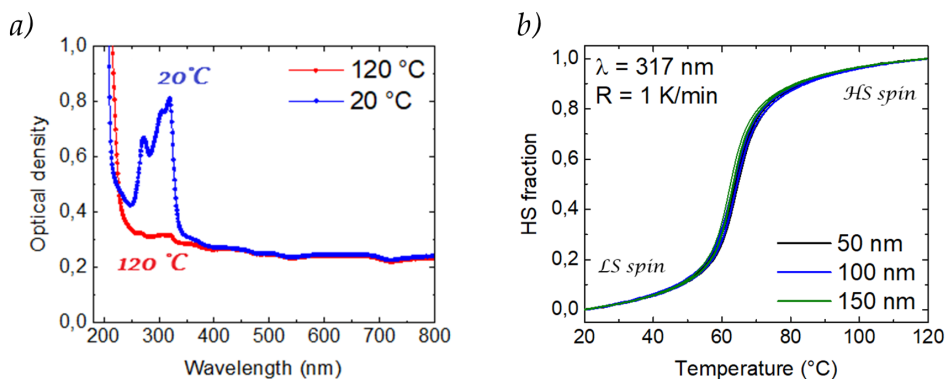 a)
1,0
0,8
0,6
0,4
0,2
0,0
Optical density
20°C
120 °C
20 °C
120 °C
200 300 400 500 600 700 800
Wavelength (nm)
b)
1,0
0,8
0,6
0,4
0,2
0,0
HS fraction
λ = 317 nm
R = 1 K/min
HS spin
LS spin
50 nm
100 nm
150 nm
20 40 60 80 100 120
Temperature (°C)